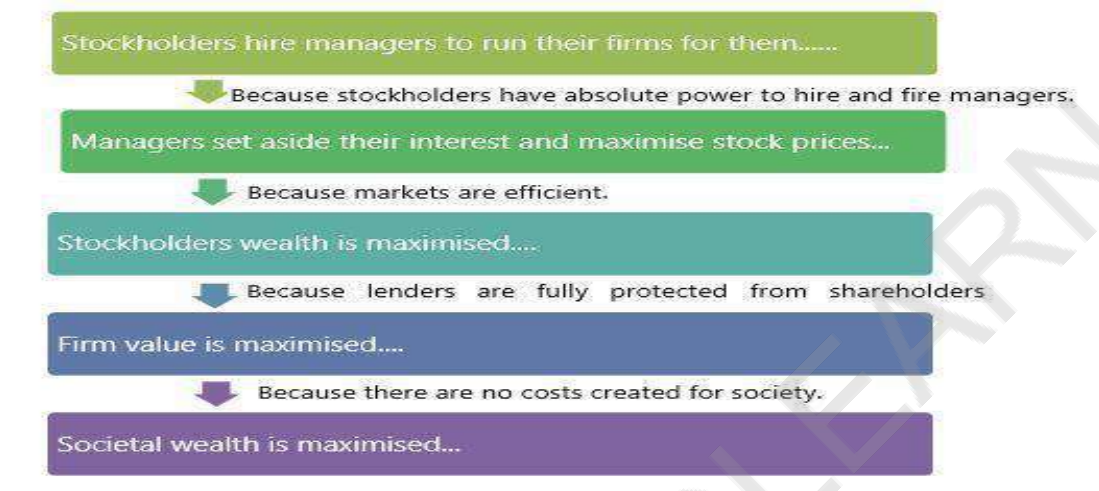 Stockholders hire managers to run their firms for them......
Because stockholders have absolute power to hire and fire managers.
Managers set aside their interest and maximise stock prices...
Because markets are efficient.
Stockholders wealth is maximised....
Because lenders are fully protected from shareholders
Firm value is maximised....
Because there are no costs created for society.
Societal wealth is maximised...
LEARN